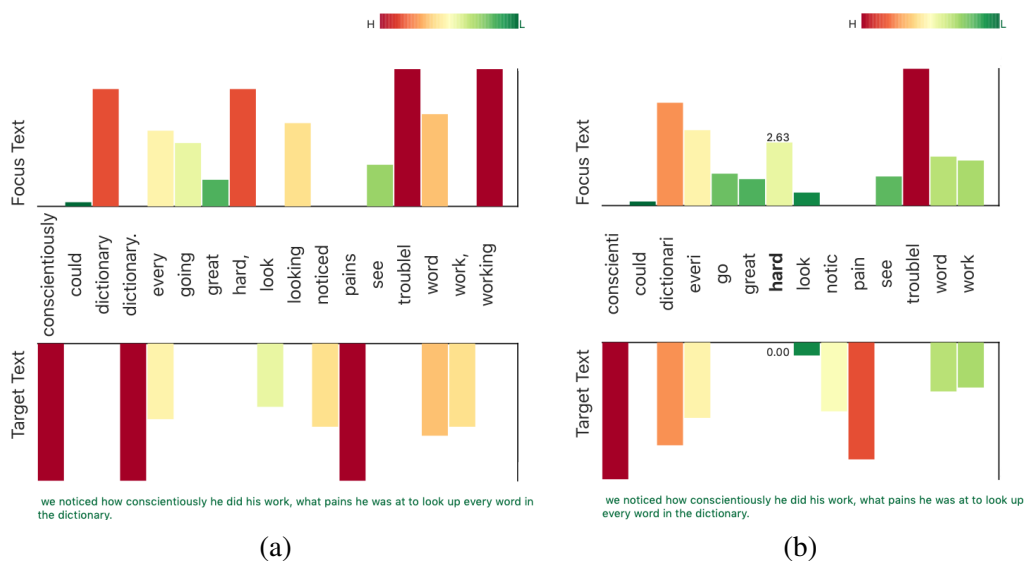 H L
H L
Focus Text
conscientiously
could
dictionary
dictionary.
every
going
great
hard,
look
looking
noticed
pains
see
troublel
word
work,
working
Target Text
we noticed how conscientiously he did his work, what pains he was at to look up every word in
the dictionary.
(a)
Focus Text
2.63
conscienti
could
dictionari
everi
go
great
hard
look
notic
pain
see
troublel
word
work
Target Text
0.00
we noticed how conscientiously he did his work, what pains he was at to look up
every word in the dictionary.
(b)